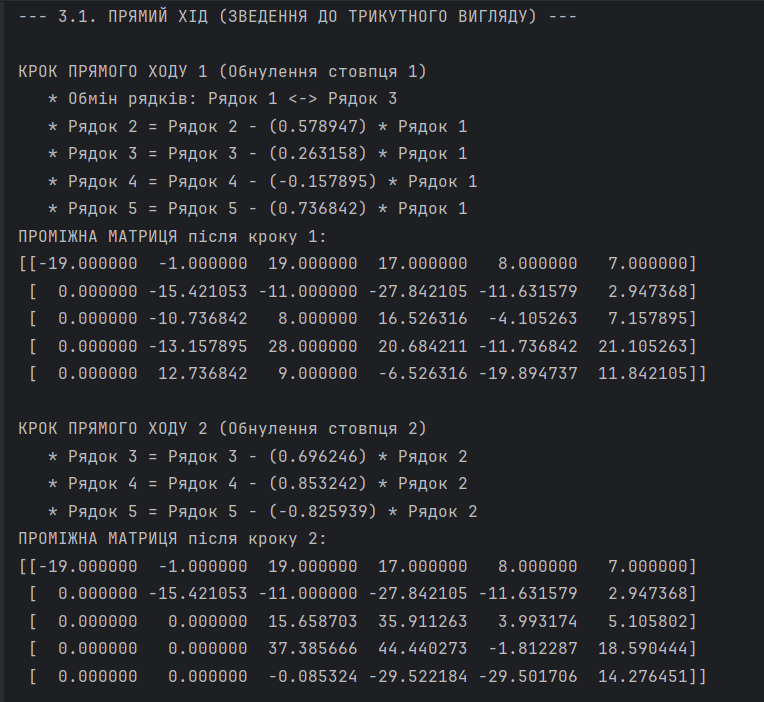 --- 3.1. ПРЯМИЙ ХІД (ЗВЕДЕННЯ ДО ТРИКУТНОГО ВИГЛЯДУ) ---
КРОК ПРЯМОГО ХОДУ 1 (Обнулення стовпця 1)
* Обмін рядків: Рядок 1 <-> Рядок 3
* Рядок 2 = Рядок 2 - (0.578947) * Рядок 1
* Рядок 3 = Рядок 3 - (0.263158) * Рядок 1
* Рядок 4 = Рядок 4 - (-0.157895) * Рядок 1
* Рядок 5 = Рядок 5 - (0.736842) * Рядок 1
ПРОМІЖНА МАТРИЦЯ після кроку 1:
[[-19.000000  -1.000000  19.000000  17.000000   8.000000   7.000000]
[  0.000000 -15.421053 -11.000000 -27.842105 -11.631579   2.947368]
[  0.000000 -10.736842   8.000000  16.526316  -4.105263   7.157895]
[  0.000000 -13.157895  28.000000  20.684211 -11.736842  21.105263]
[  0.000000  12.736842   9.000000  -6.526316 -19.894737  11.842105]]
КРОК ПРЯМОГО ХОДУ 2 (Обнулення стовпця 2)
* Рядок 3 = Рядок 3 - (0.696246) * Рядок 2
* Рядок 4 = Рядок 4 - (0.853242) * Рядок 2
* Рядок 5 = Рядок 5 - (-0.825939) * Рядок 2
ПРОМІЖНА МАТРИЦЯ після кроку 2:
[[-19.000000  -1.000000  19.000000  17.000000   8.000000   7.000000]
[  0.000000 -15.421053 -11.000000 -27.842105 -11.631579   2.947368]
[  0.000000   0.000000  15.658703  35.911263   3.993174   5.105802]
[  0.000000   0.000000  37.385666  44.440273  -1.812287  18.590444]
[  0.000000   0.000000  -0.085324 -29.522184 -29.501706  14.276451]]